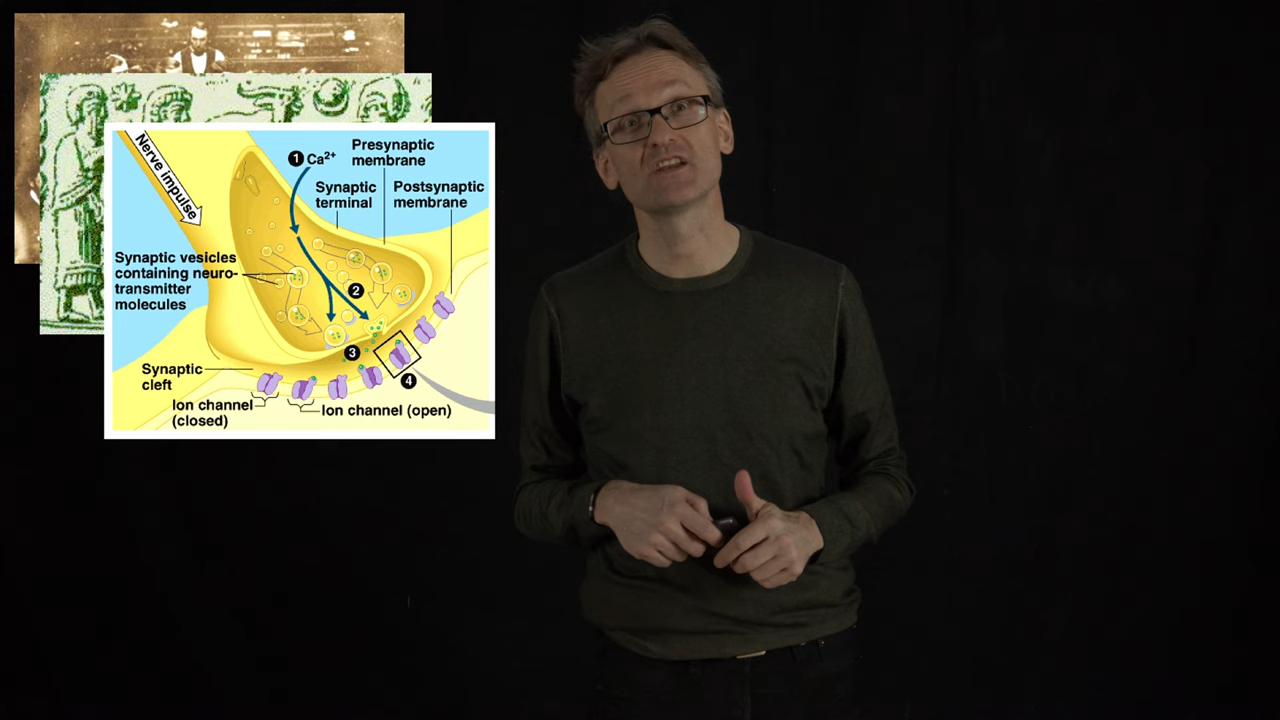 Nerve impulse
1 Ca2+
Presynaptic
membrane
Synaptic
terminal
Postsynaptic
membrane
Synaptic vesicles
containing neuro-
transmitter
molecules
2
3
4
Synaptic
cleft
Ion channel
(closed)
Ion channel (open)